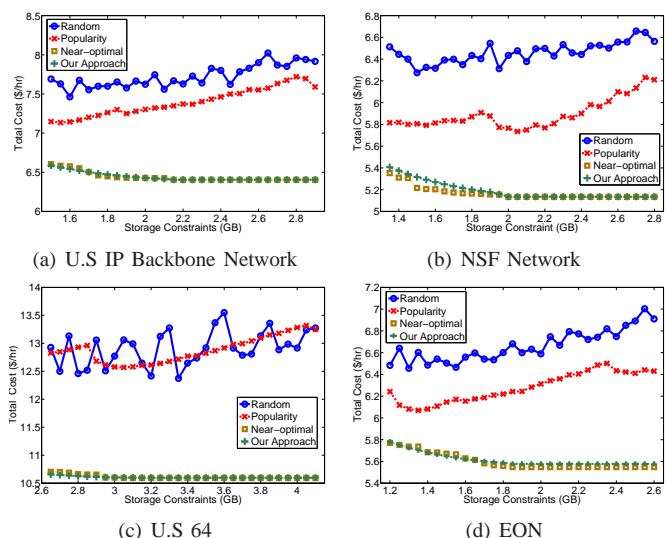 8.5
8
7.5
7
6.5
6
Total Cost ($/hr)
Random
Popularity
Near-optimal
Our Approach
1.6 1.8 2 2.2 2.4 2.6 2.8
Storage Constraints (GB)
(a) U.S IP Backbone Network
6.8
6.6
6.4
6.2
6
5.8
5.6
5.4
5.2
5
Total Cost ($/hr)
Random
Popularity
Near-optimal
Our Approach
1.4 1.6 1.8 2 2.2 2.4 2.6 2.8
Storage Constraints (GB)
(b) NSF Network
14
13.5
13
12.5
12
11.5
11
10.5
Total Cost ($/hr)
Random
Popularity
Near-optimal
Our Approach
2.6 2.8 3 3.2 3.4 3.6 3.8 4
Storage Constraints (GB)
(c) U.S 64
7.2
7.0
6.8
6.6
6.4
6.2
6
5.8
5.6
5.4
Total Cost ($/hr)
Random
Popularity
Near-optimal
Our Approach
1.2 1.4 1.6 1.8 2 2.2 2.4 2.6
Storage Constraints (GB)
(d) EON